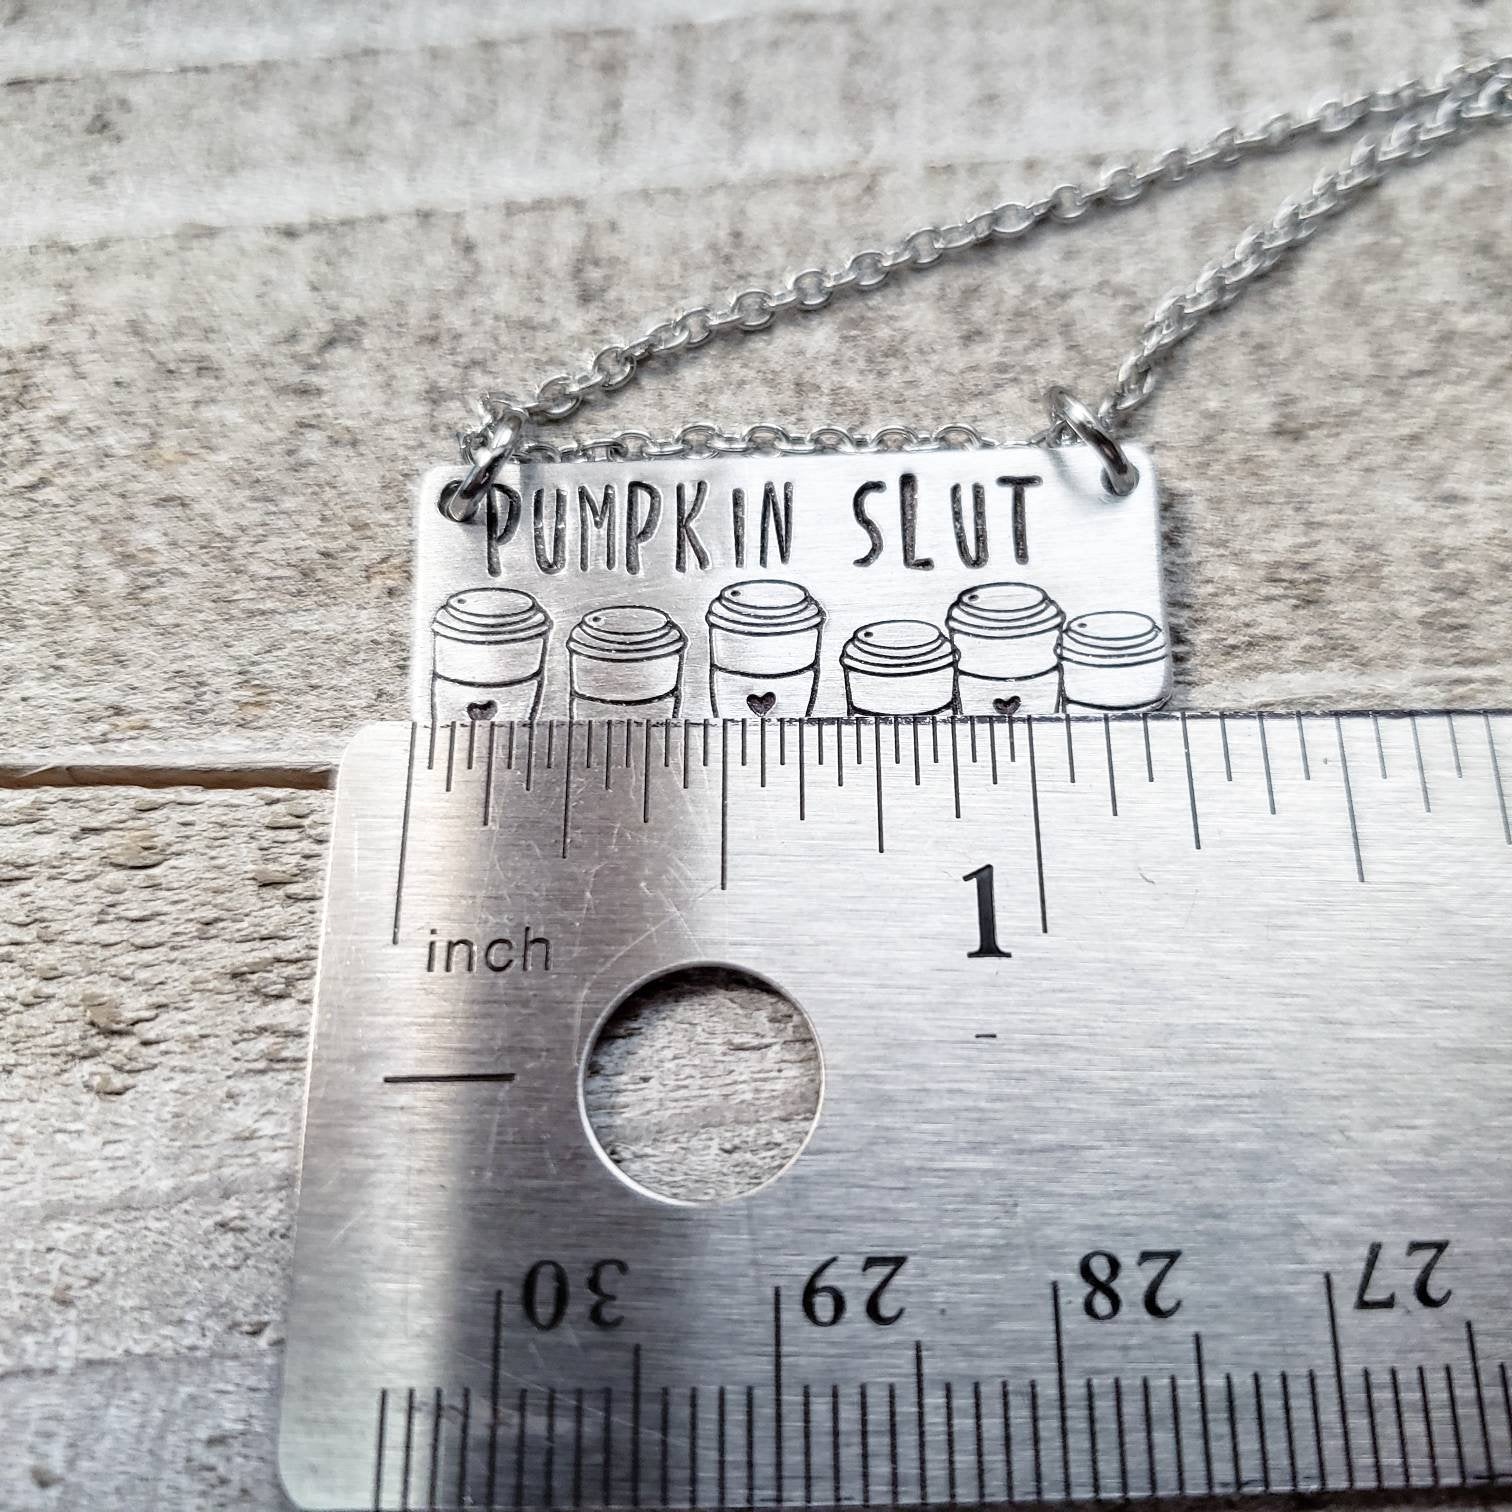 PUMPKIN SLUT
inch
1
30 29 28 27